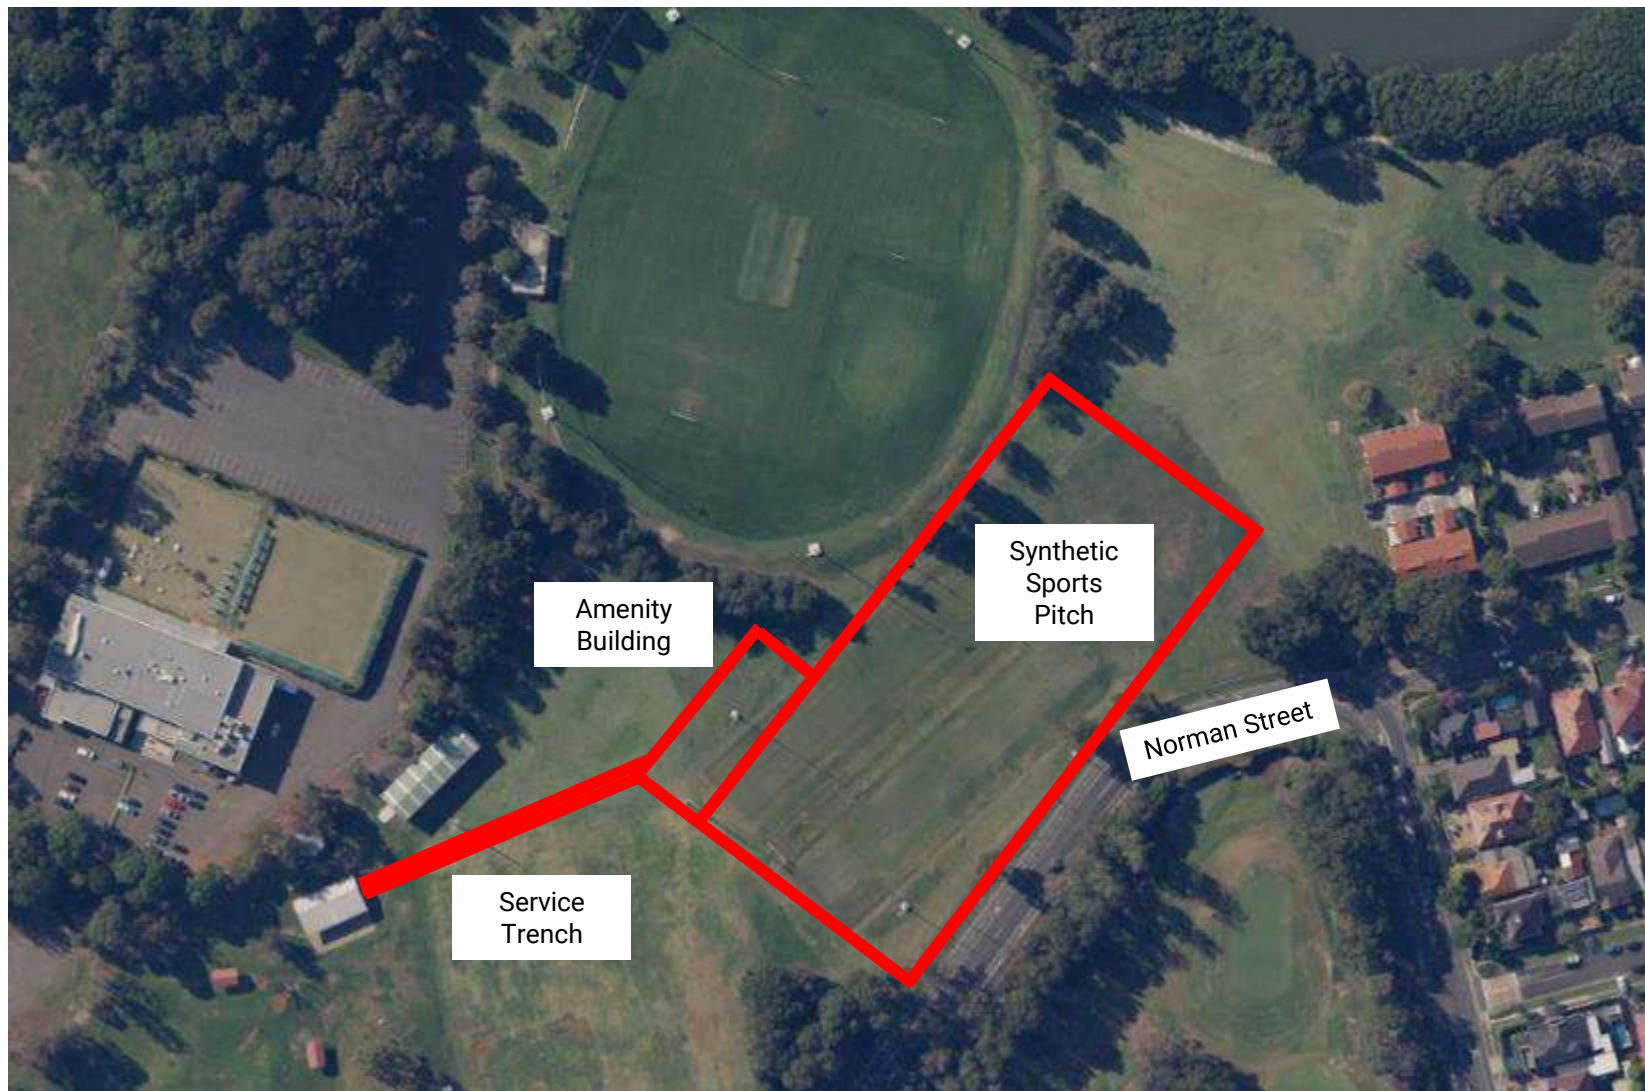 Synthetic
Sports
Pitch
Amenity
Building
Norman Street
Service
Trench